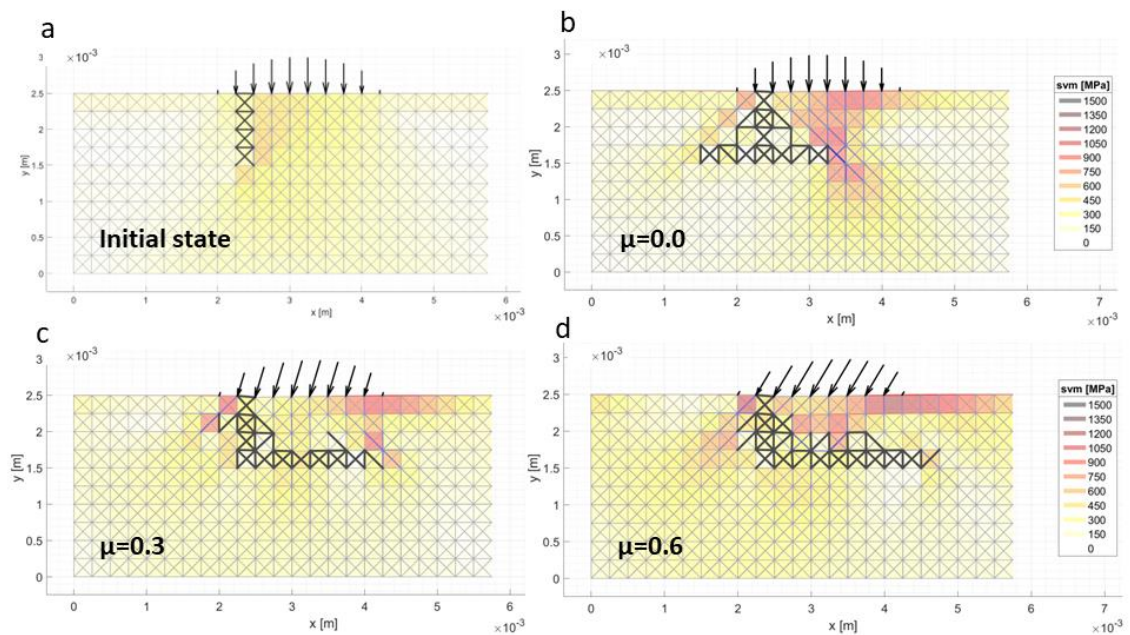 a
×10⁻³
3
2.5
2
1.5
1
0.5
0
y [m]
Initial state
0 1 2 3 4 5 6
x [m]
×10⁻³
b
×10⁻³
3
2.5
2
1.5
1
0.5
0
y [m]
μ=0.0
0 1 2 3 4 5 6 7
x [m]
×10⁻³
svm [MPa]
1500
1350
1200
1050
900
750
600
450
300
150
0
c
×10⁻³
3
2.5
2
1.5
1
0.5
0
y [m]
μ=0.3
0 1 2 3 4 5 6
x [m]
×10⁻³
d
×10⁻³
3
2.5
2
1.5
1
0.5
0
y [m]
μ=0.6
0 1 2 3 4 5 6 7
x [m]
×10⁻³
svm [MPa]
1500
1350
1200
1050
900
750
600
450
300
150
0